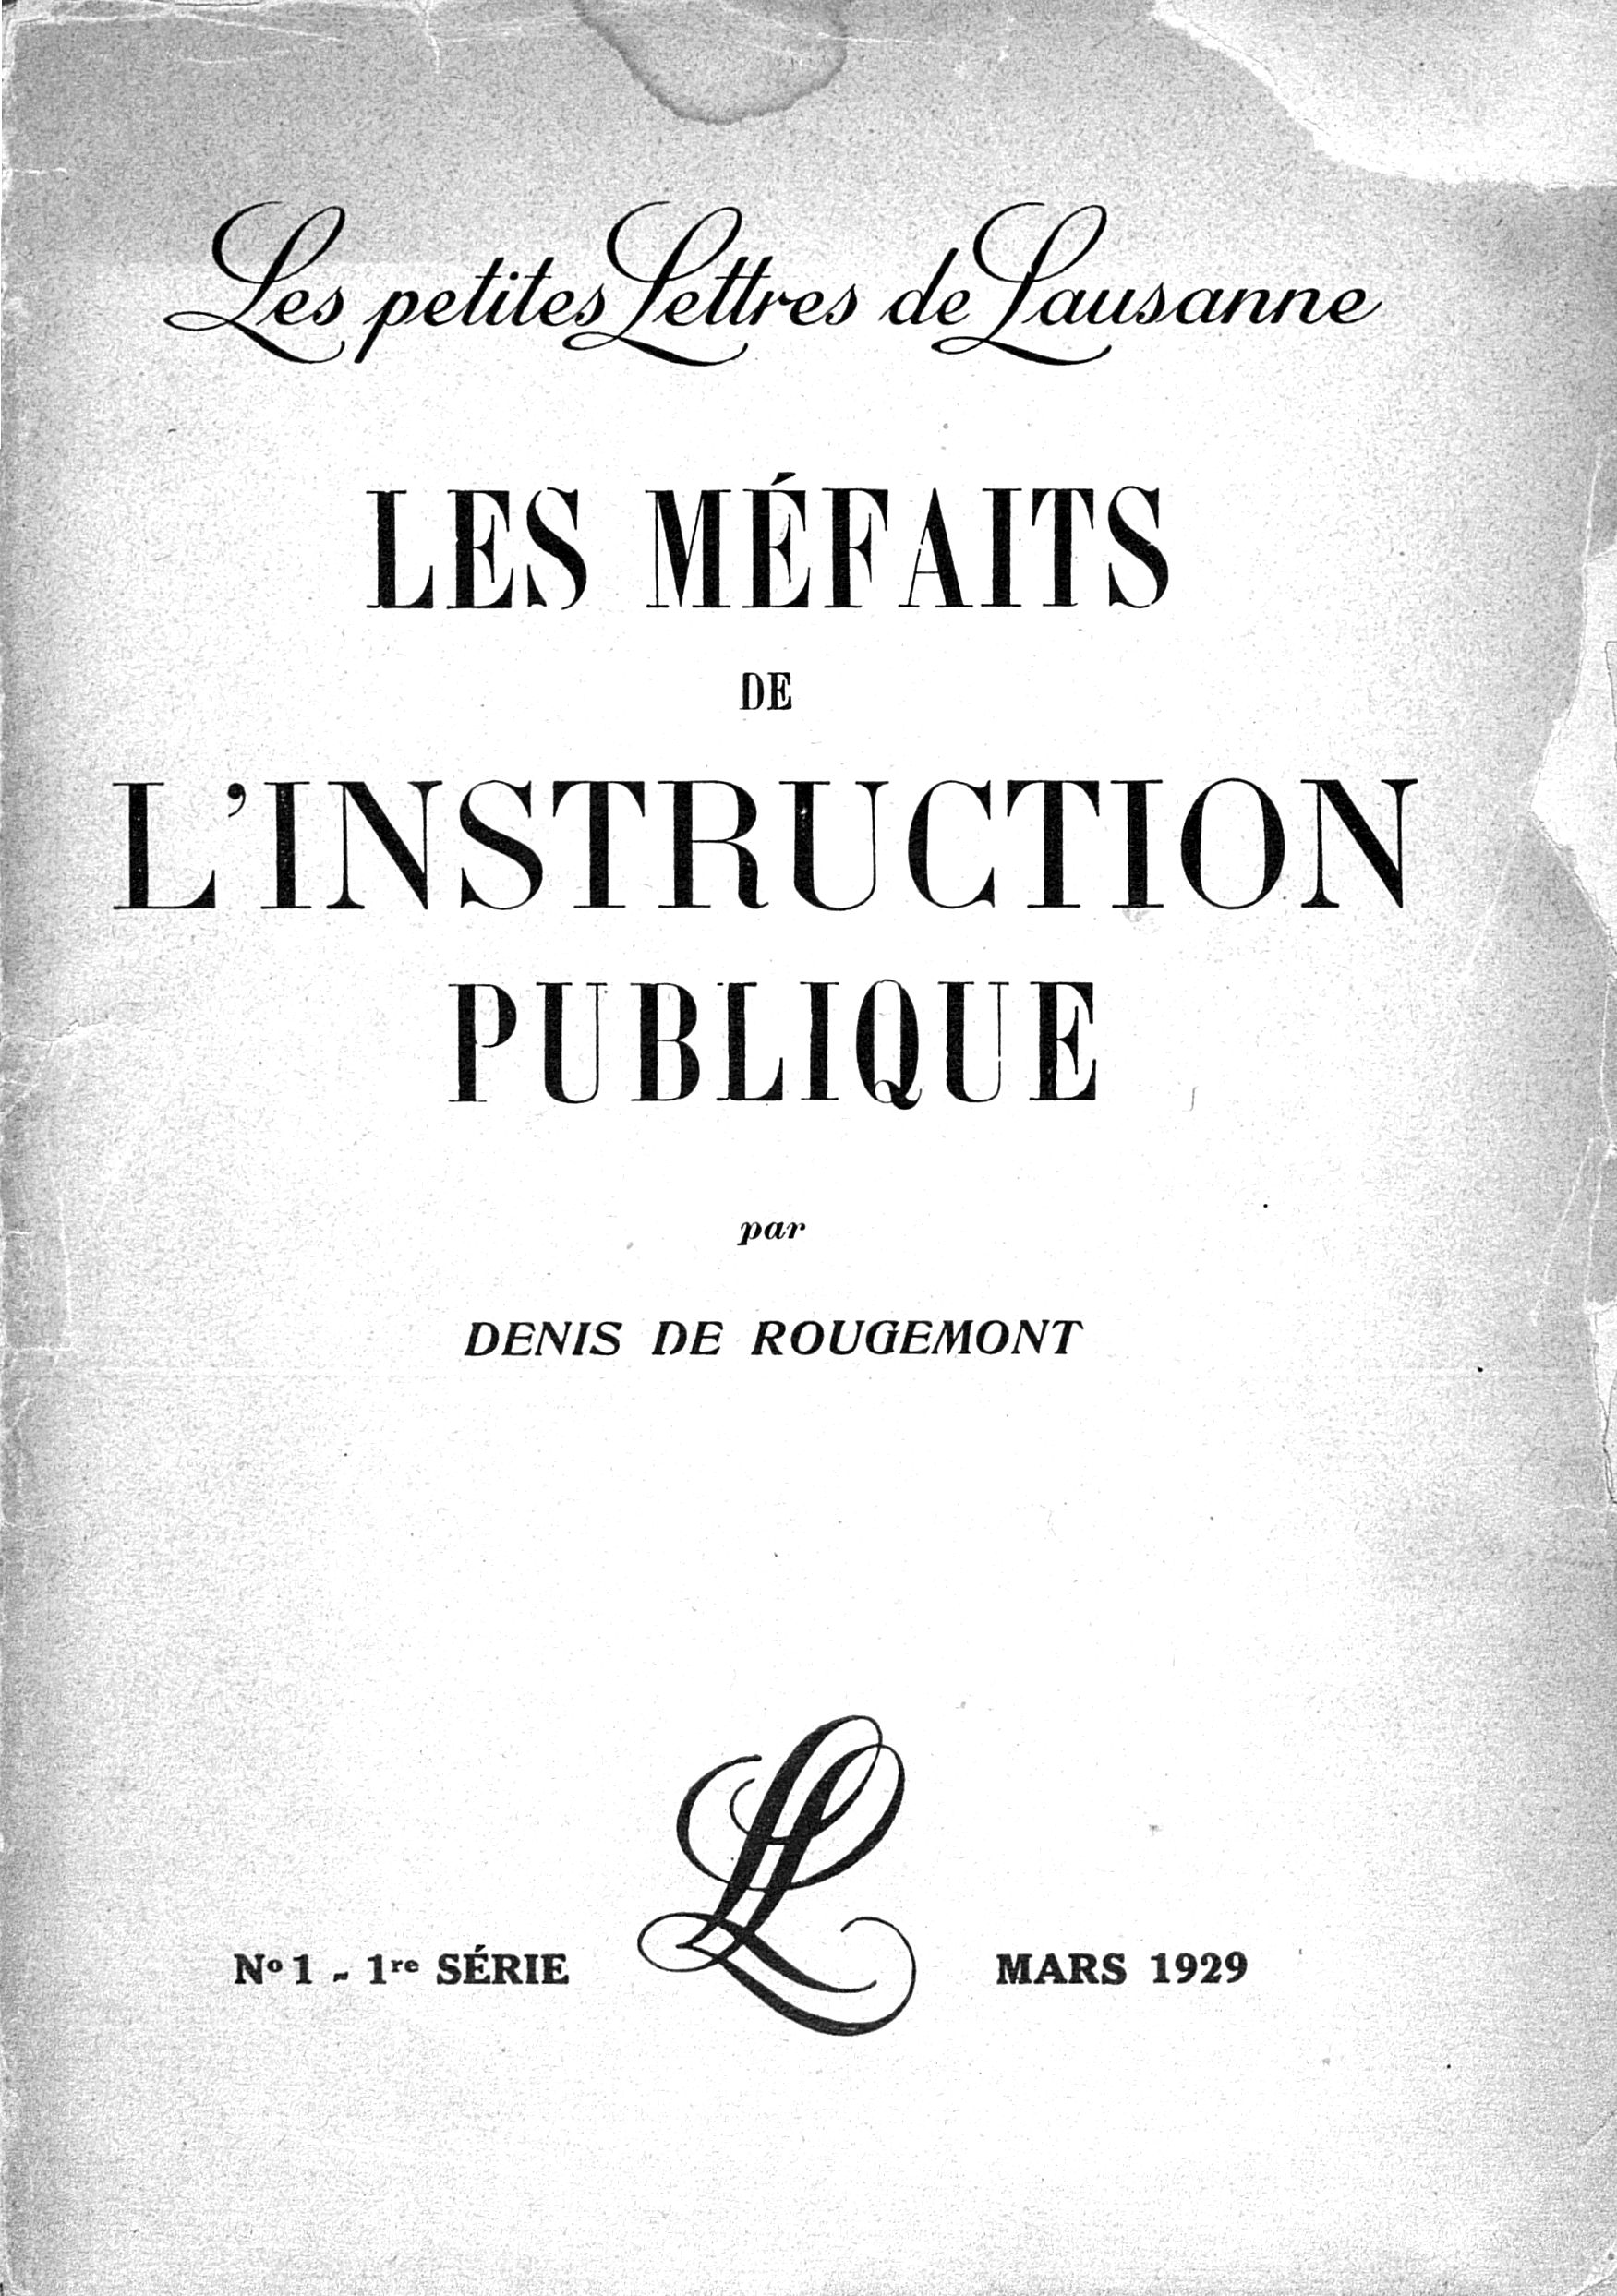 Les petites Lettres de Lausanne
LES MÉFAITS
DE
L'INSTRUCTION
PUBLIQUE
par
DENIS DE ROUGEMONT
LL
Nº 1 - 1re SÉRIE
MARS 1929